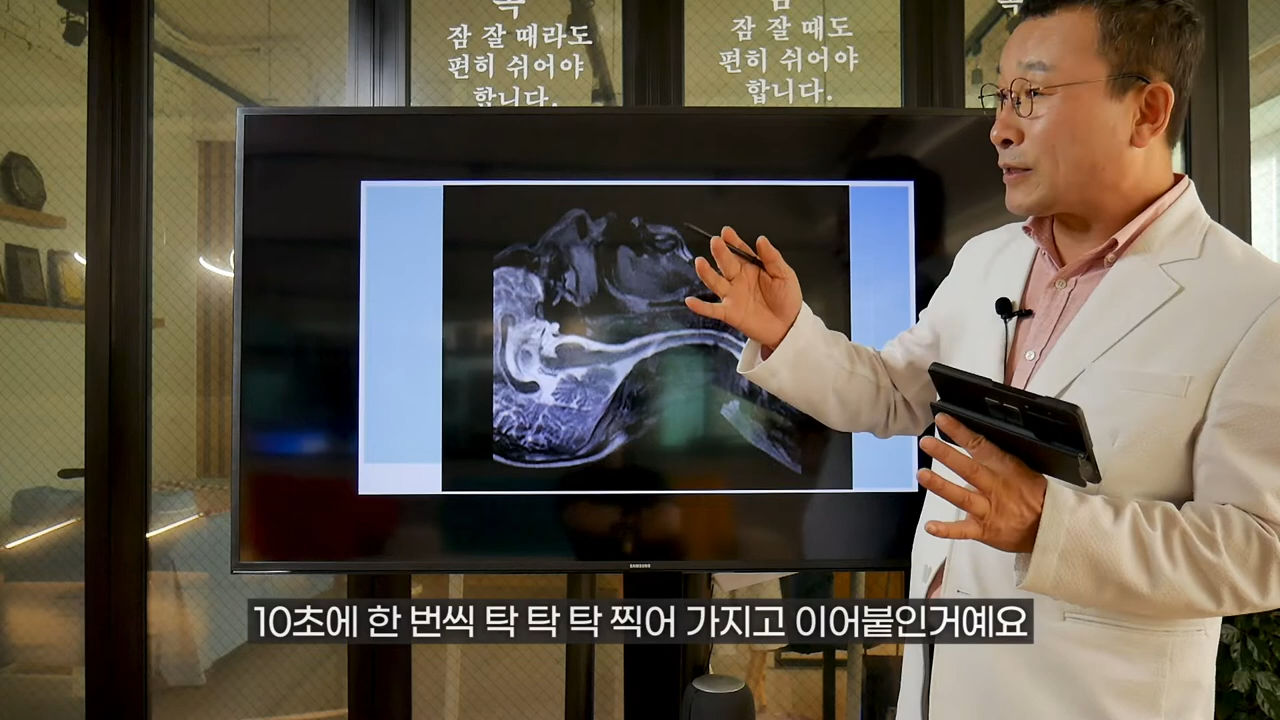 잠 잘 때라도
편히 쉬어야
합니다.
잠 잘 때도
편히 쉬어야
합니다.
SAMSUNG
10초에 한 번씩 탁 탁 탁 찍어 가지고 이어붙인거예요